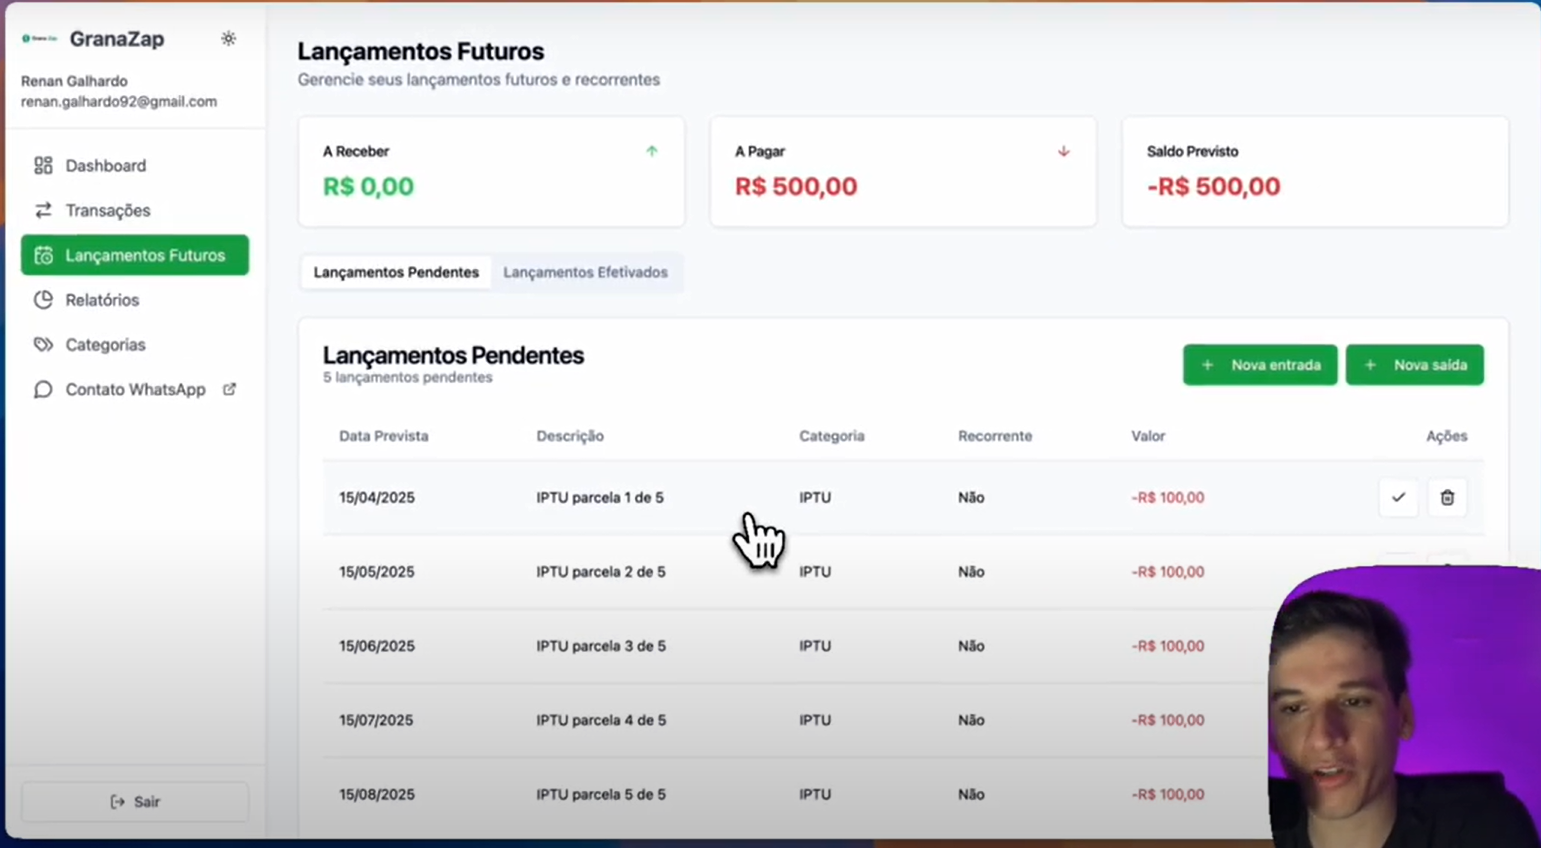 GranaZap
Renan Galhardo
renan.galhardo92@gmail.com
Dashboard
Transações
Lançamentos Futuros
Relatórios
Categorias
Contato WhatsApp
Sair
Lançamentos Futuros
Gerencie seus lançamentos futuros e recorrentes
A Receber
R$ 0,00
A Pagar
R$ 500,00
Saldo Previsto
-R$ 500,00
Lançamentos Pendentes Lançamentos Efetivados
Lançamentos Pendentes
5 lançamentos pendentes
+ Nova entrada + Nova saída
Data Prevista Descrição Categoria Recorrente Valor Ações
15/04/2025 IPTU parcela 1 de 5 IPTU Não -R$ 100,00
15/05/2025 IPTU parcela 2 de 5 IPTU Não -R$ 100,00
15/06/2025 IPTU parcela 3 de 5 IPTU Não -R$ 100,00
15/07/2025 IPTU parcela 4 de 5 IPTU Não -R$ 100,00
15/08/2025 IPTU parcela 5 de 5 IPTU Não -R$ 100,00